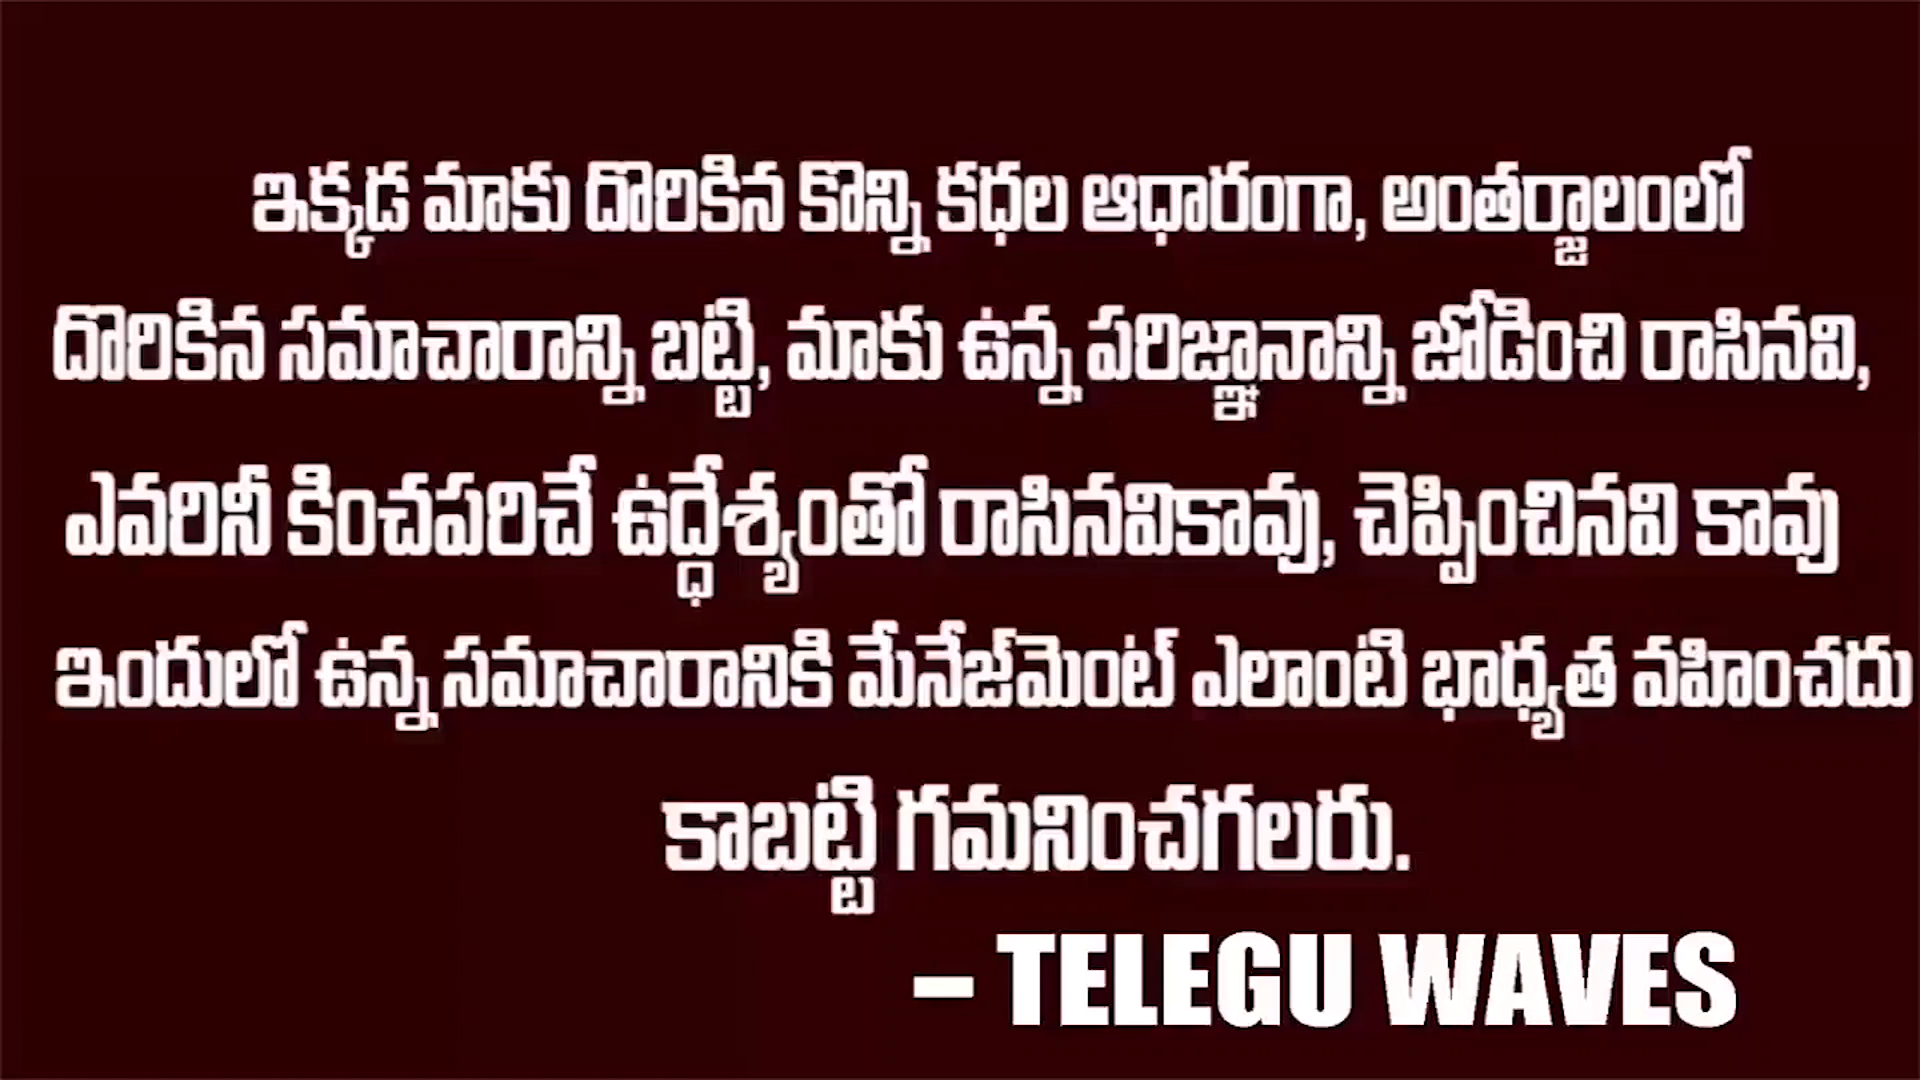 ఇక్కడ మాకు దొరికిన కొన్ని కధల ఆధారంగా, అంతర్జాలంలో
దొరికిన సమాచారాన్ని బట్టి, మాకు ఉన్న పరిజ్ఞానాన్ని జోడించి రాసినవి,
ఎవరినీ కించపరిచే ఉద్ధేశ్యంతో రాసినవికావు, చెప్పించినవి కావు
ఇందులో ఉన్న సమాచారానికి మేనేజ్‌మెంట్ ఎలాంటి భాధ్యత వహించదు
కాబట్టి గమనించగలరు.
– TELEGU WAVES